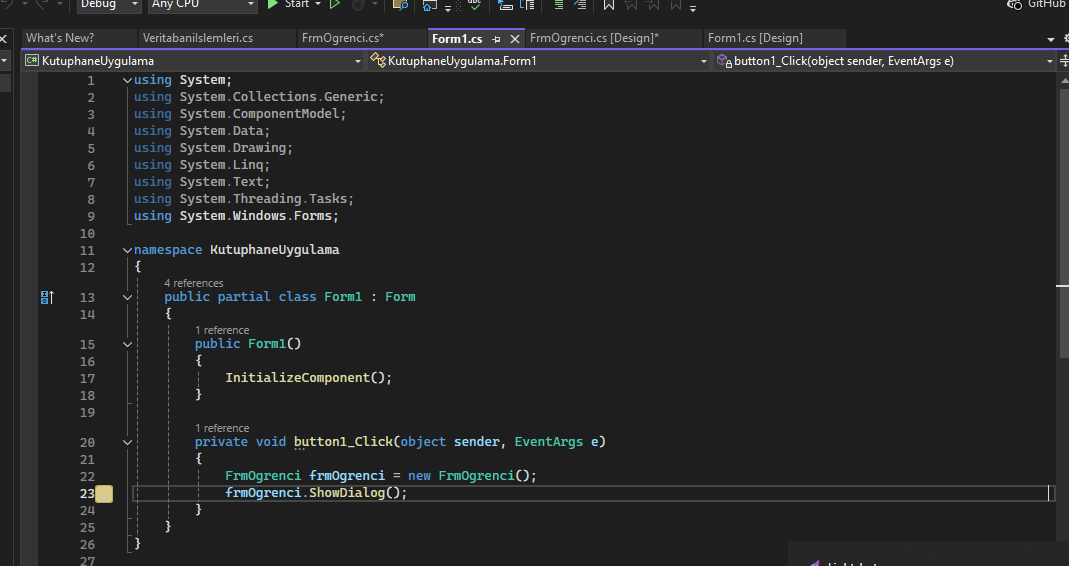 Debug Any CPU Start GitHub
What's New? VeritabaniIslemleri.cs FrmOgrenci.cs* Form1.cs FrmOgrenci.cs [Design]* Form1.cs [Design]
C# KutuphaneUygulama KutuphaneUygulama.Form1 button1_Click(object sender, EventArgs e)
1 using System;
2 using System.Collections.Generic;
3 using System.ComponentModel;
4 using System.Data;
5 using System.Drawing;
6 using System.Linq;
7 using System.Text;
8 using System.Threading.Tasks;
9 using System.Windows.Forms;
10
11 namespace KutuphaneUygulama
12 {
4 references
13 public partial class Form1 : Form
14 {
1 reference
15 public Form1()
16 {
17 InitializeComponent();
18 }
19
1 reference
20 private void button1_Click(object sender, EventArgs e)
21 {
22 FrmOgrenci frmOgrenci = new FrmOgrenci();
23 frmOgrenci.ShowDialog();
24 }
25 }
26 }
27